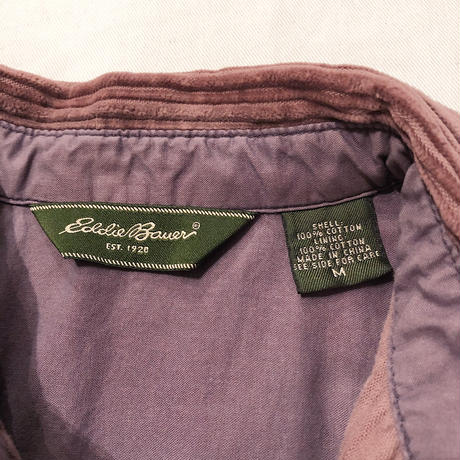 Eddie Bauer®
EST. 1920
SHELL:
100% COTTON
LINING:
100% COTTON
MADE IN CHINA
SEE SIDE FOR CARE
M